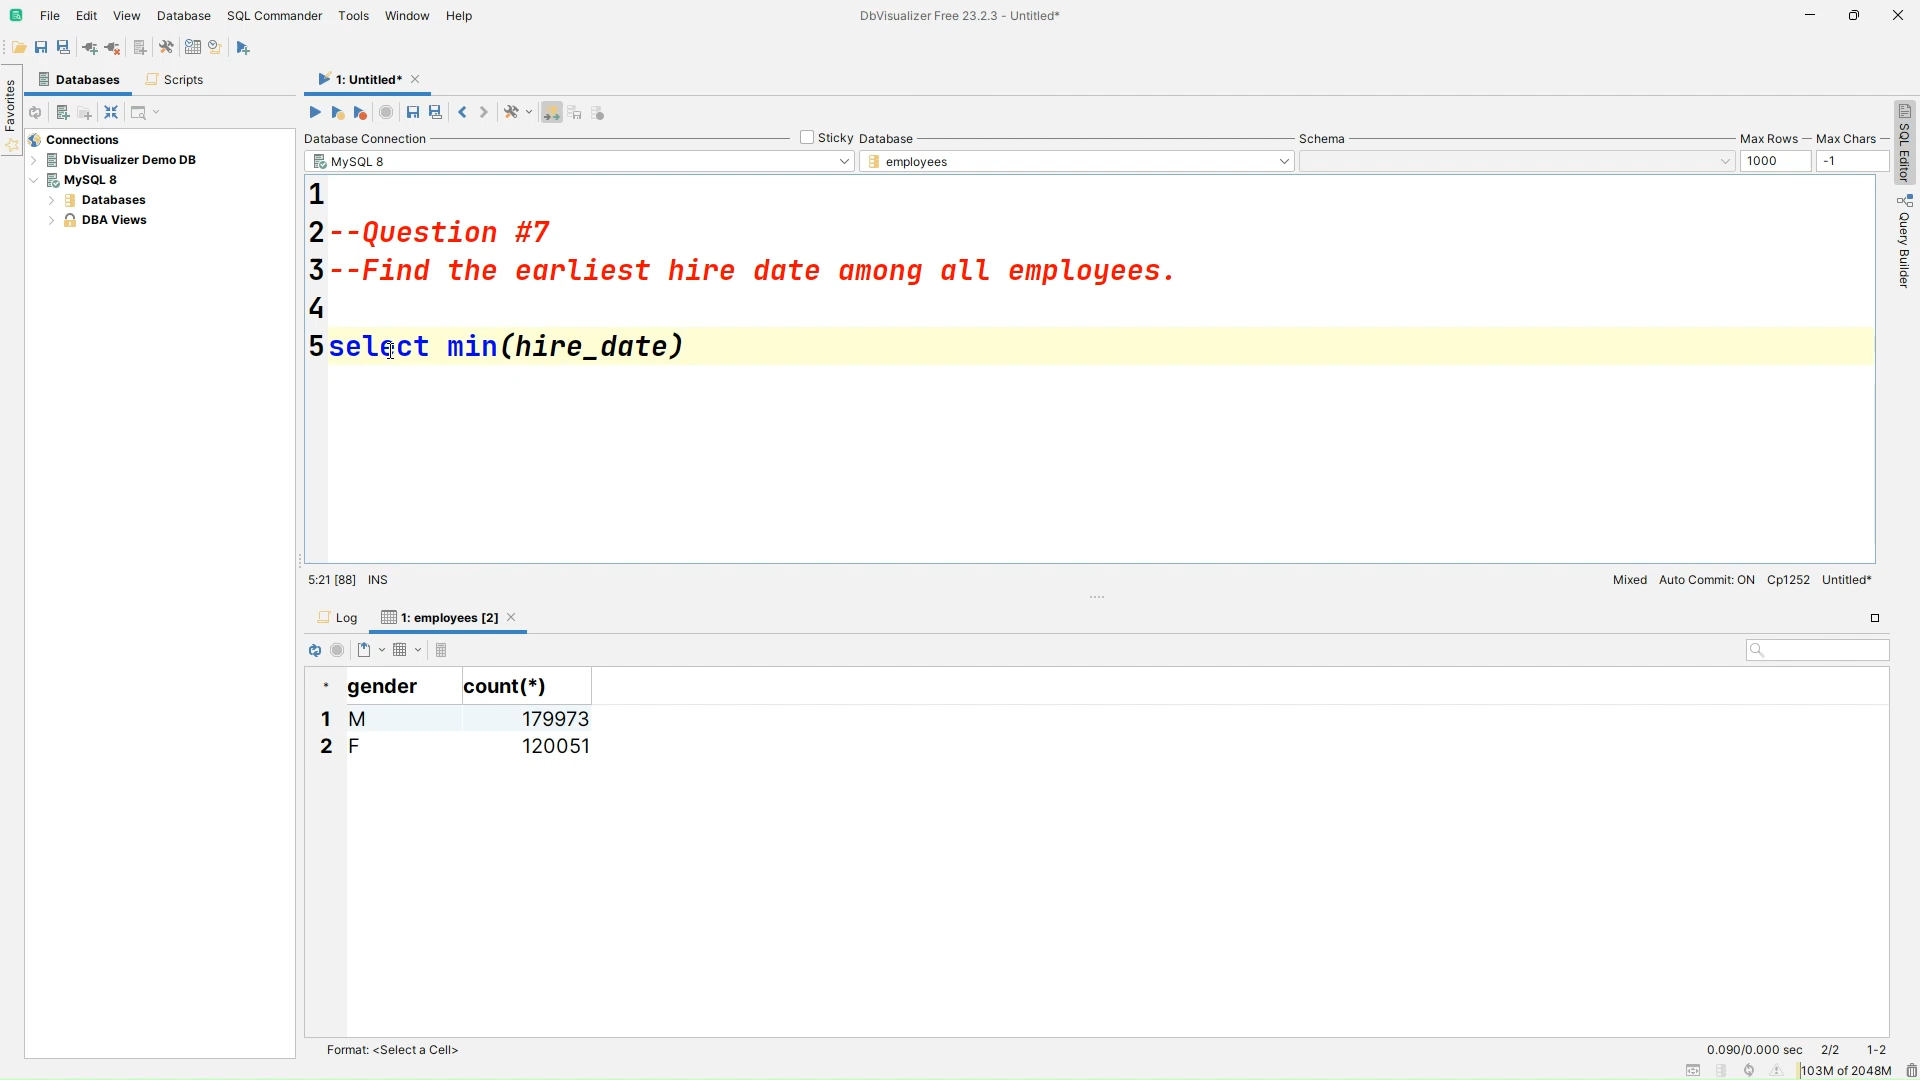 File Edit View Database SQL Commander Tools Window Help
DbVisualizer Free 23.2.3 - Untitled*
Favorites
Databases Scripts
Connections
DbVisualizer Demo DB
MySQL 8
Databases
DBA Views
1: Untitled*
Database Connection Sticky Database Schema Max Rows Max Chars
MySQL 8 employees 1000 -1
1
2 --Question #7
3 --Find the earliest hire date among all employees.
4
5 select min(hire_date)
5:21 [88] INS Mixed Auto Commit: ON Cp1252 Untitled*
SQL Editor
Query Builder
Log 1: employees [2]
* gender count(*)
1 M 179973
2 F 120051
Format: <Select a Cell> 0.090/0.000 sec 2/2 1-2
103M of 2048M